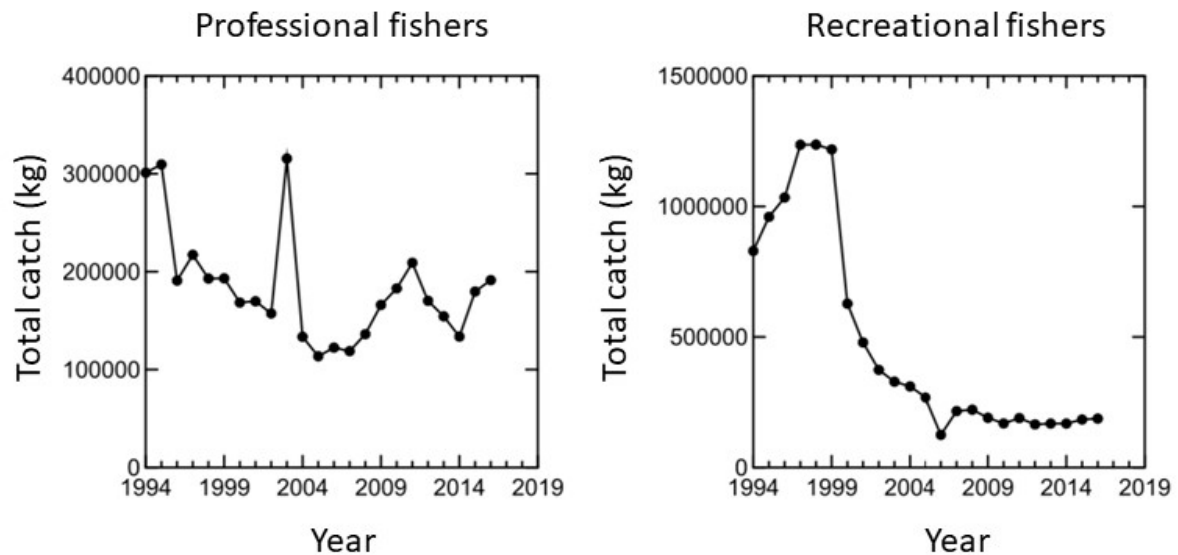 Professional fishers
400000
300000
200000
100000
0
1994 1999 2004 2009 2014 2019
Total catch (kg)
Year
Recreational fishers
1500000
1000000
500000
0
1994 1999 2004 2009 2014 2019
Total catch (kg)
Year